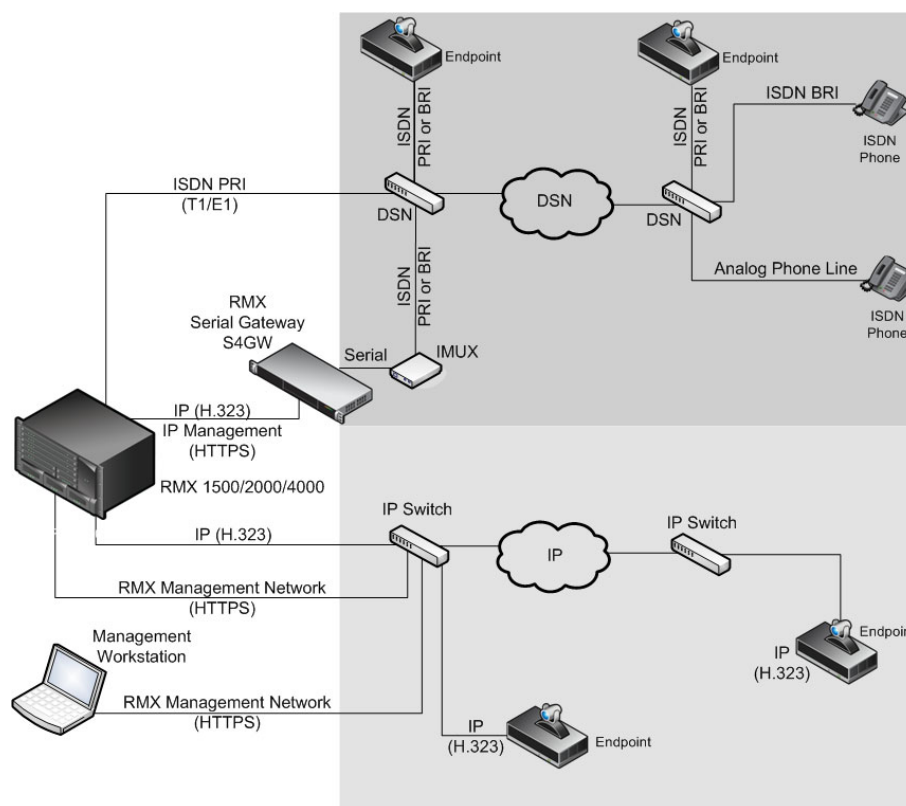 Endpoint
Endpoint
ISDN
PRI or BRI
ISDN
PRI or BRI
ISDN BRI
ISDN
Phone
ISDN PRI
(T1/E1)
DSN
DSN
DSN
ISDN
PRI or BRI
Analog Phone Line
ISDN
Phone
RMX
Serial Gateway
S4GW
Serial
IMUX
IP (H.323)
IP Management
(HTTPS)
RMX 1500/2000/4000
IP Switch
IP Switch
IP (H.323)
IP
RMX Management Network
(HTTPS)
Management
Workstation
Endpoint
IP
(H.323)
RMX Management Network
(HTTPS)
IP
(H.323)
Endpoint